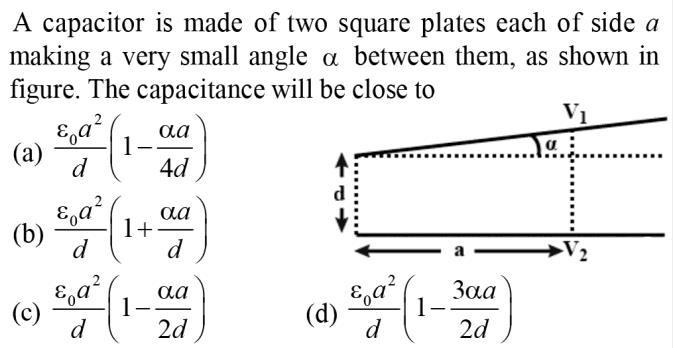 A capacitor is made of two square plates each of side a
making a very small angle α between them, as shown in
figure. The capacitance will be close to
(a) ε₀a²/d (1 − αa/4d)
(b) ε₀a²/d (1 + αa/d)
(c) ε₀a²/d (1 − αa/2d)
(d) ε₀a²/d (1 − 3αa/2d)
V₁
α
d
a
V₂